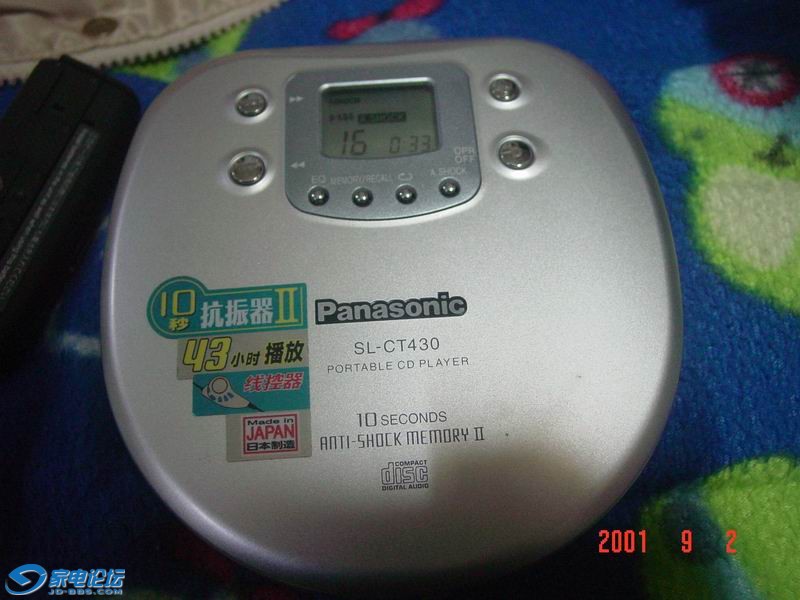 A.SHOCK
16 0:33
OPR
OFF
EQ MEMORY/RECALL A.SHOCK
10秒 抗振器II
Panasonic
43小时播放
SL-CT430
PORTABLE CD PLAYER
线控器
Made in
JAPAN
日本制造
10 SECONDS
ANTI-SHOCK MEMORY II
COMPACT
disc
DIGITAL AUDIO
2001 9 2
家电论坛
JD-BBS.COM